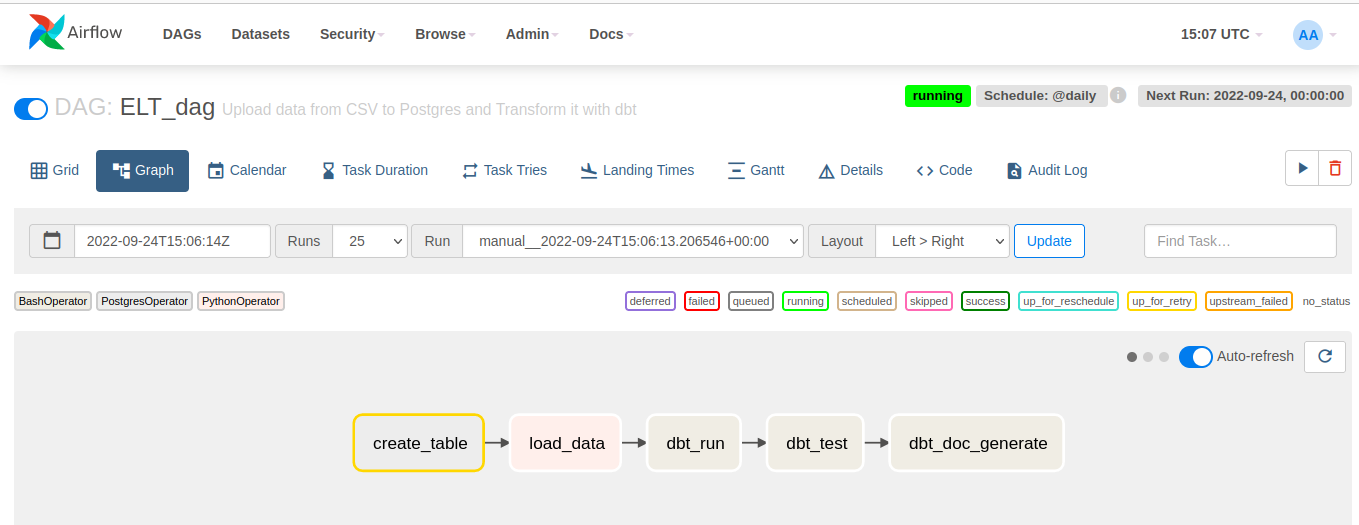 Airflow DAGs Datasets Security Browse Admin Docs 15:07 UTC AA
DAG: ELT_dag Upload data from CSV to Postgres and Transform it with dbt running Schedule: @daily i Next Run: 2022-09-24, 00:00:00
Grid Graph Calendar Task Duration Task Tries Landing Times Gantt Details Code Audit Log
2022-09-24T15:06:14Z Runs 25 Run manual__2022-09-24T15:06:13.206546+00:00 Layout Left > Right Update Find Task…
BashOperator PostgresOperator PythonOperator deferred failed queued running scheduled skipped success up_for_reschedule up_for_retry upstream_failed no_status
Auto-refresh
create_table load_data dbt_run dbt_test dbt_doc_generate